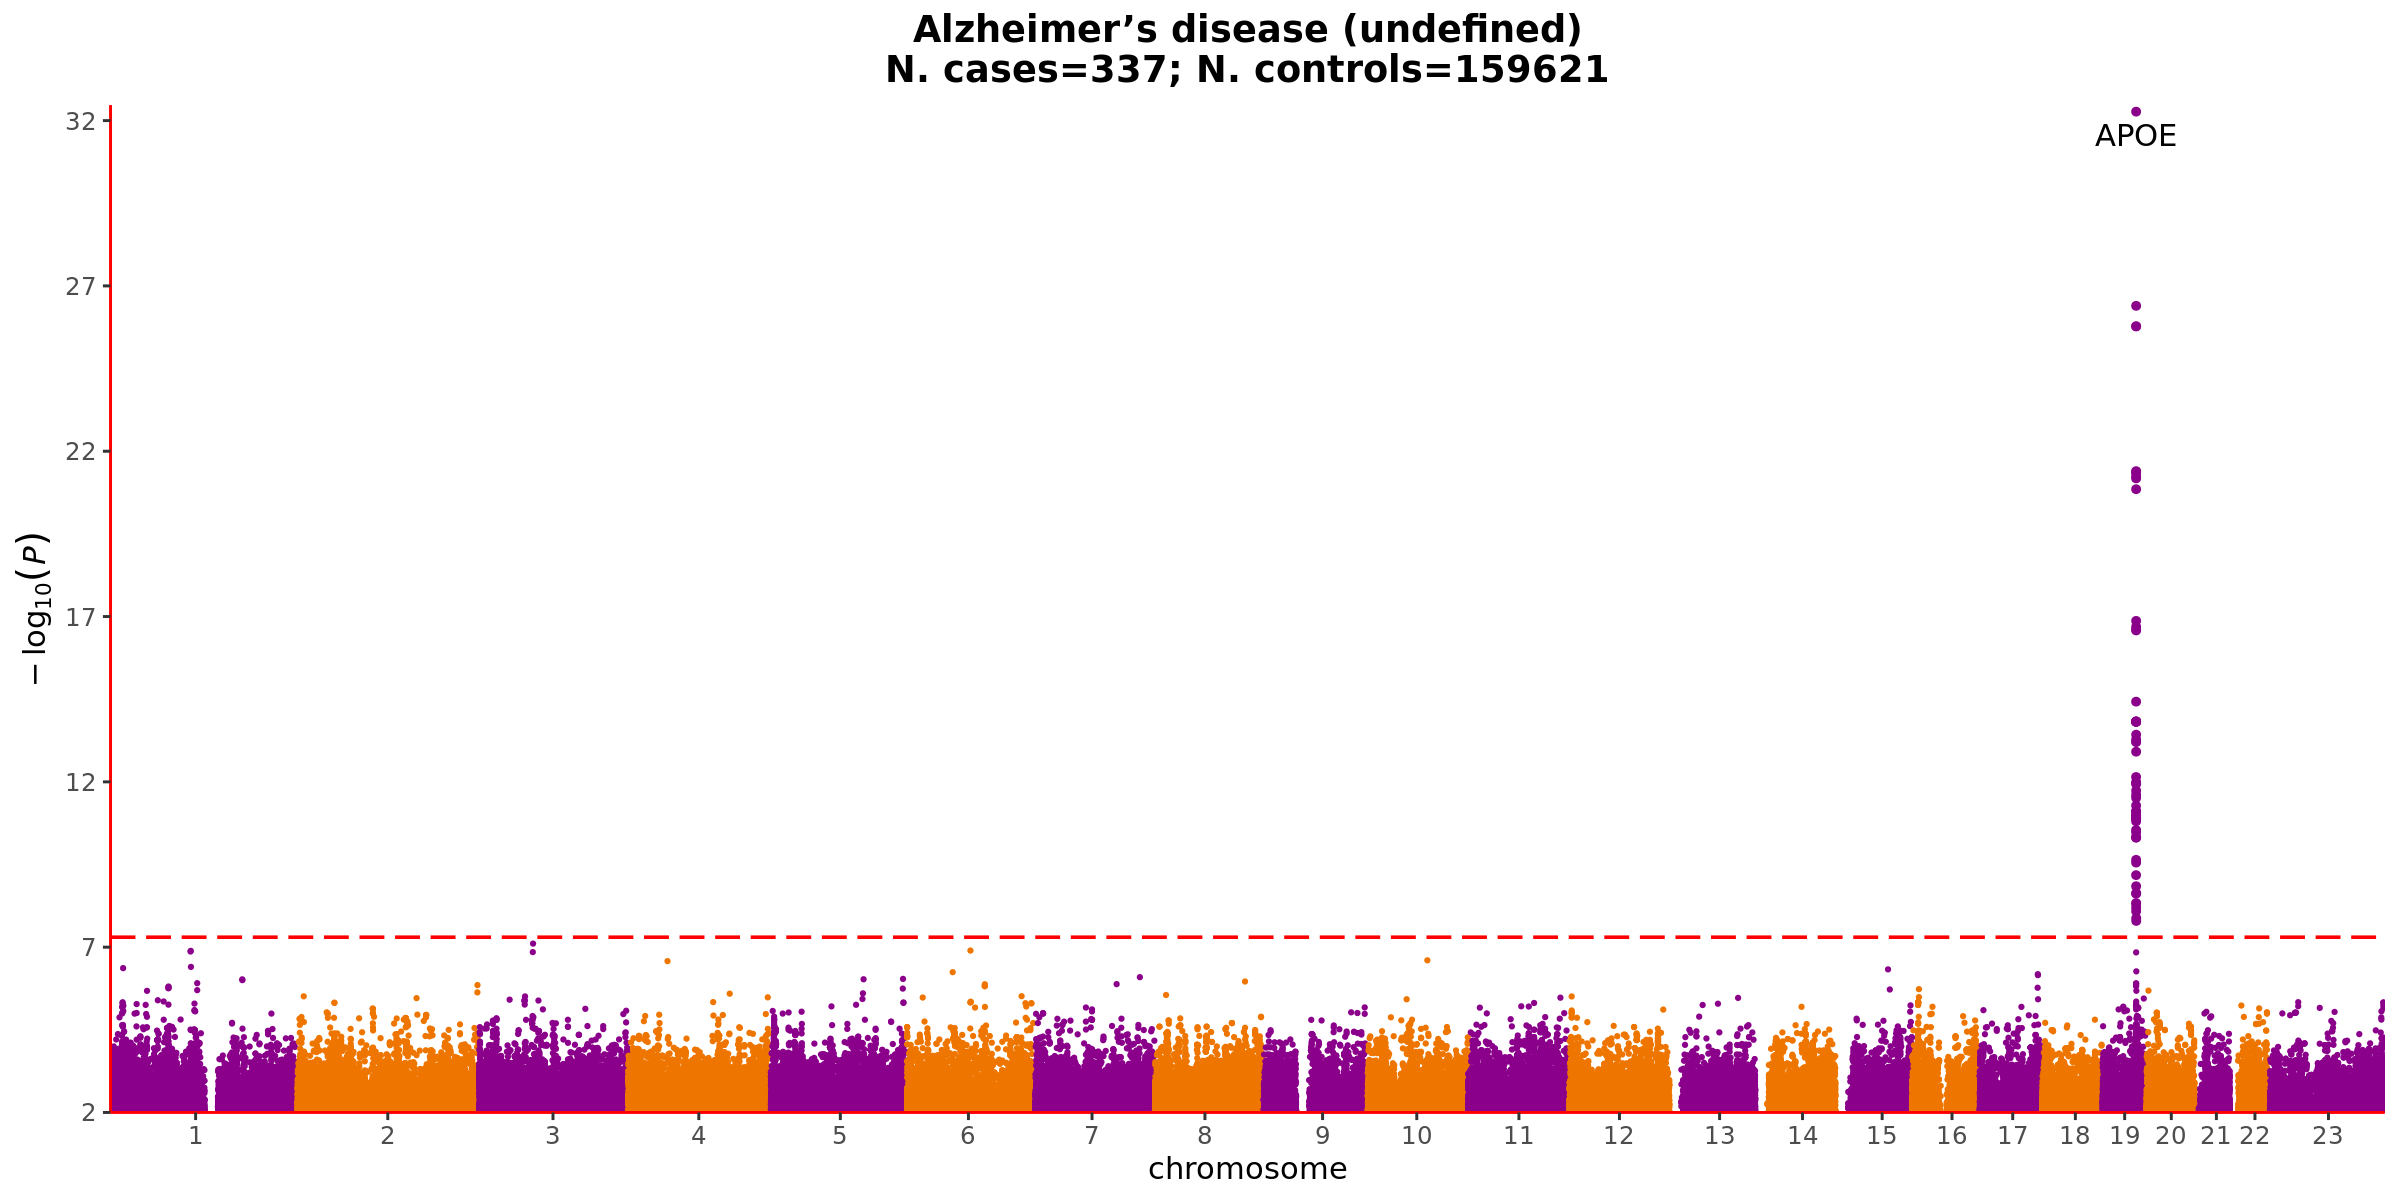 Alzheimer’s disease (undefined)
N. cases=337; N. controls=159621
32
APOE
27
22
17
12
7
2
−log10(P)
1 2 3 4 5 6 7 8 9 10 11 12 13 14 15 16 17 18 19 20 21 22 23
chromosome